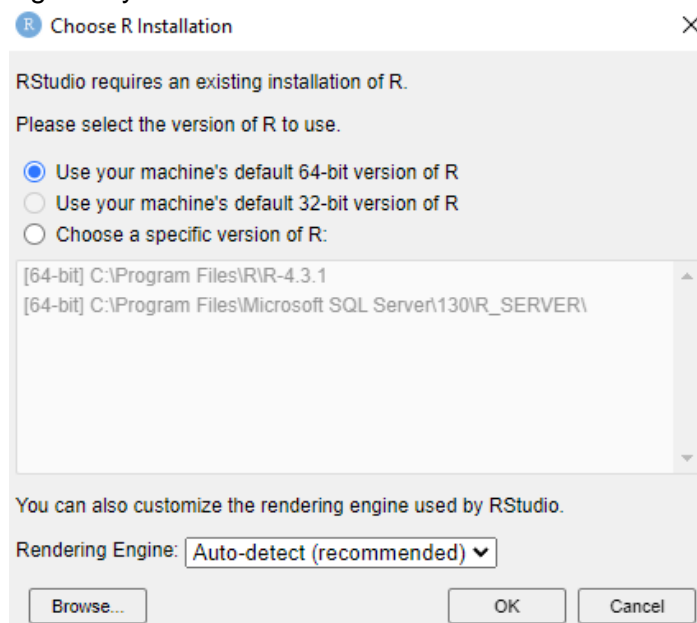 R Choose R Installation
RStudio requires an existing installation of R.
Please select the version of R to use.
Use your machine's default 64-bit version of R
Use your machine's default 32-bit version of R
Choose a specific version of R:
[64-bit] C:\Program Files\R\R-4.3.1
[64-bit] C:\Program Files\Microsoft SQL Server\130\R_SERVER\
You can also customize the rendering engine used by RStudio.
Rendering Engine: Auto-detect (recommended)
Browse... OK Cancel